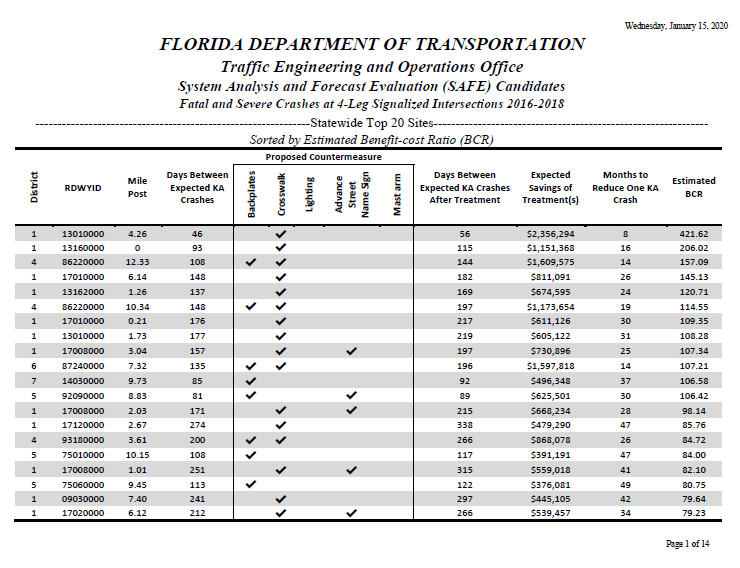 Wednesday, January 15, 2020
FLORIDA DEPARTMENT OF TRANSPORTATION
Traffic Engineering and Operations Office
System Analysis and Forecast Evaluation (SAFE) Candidates
Fatal and Severe Crashes at 4-Leg Signalized Intersections 2016-2018
Statewide Top 20 Sites
Sorted by Estimated Benefit-cost Ratio (BCR)
Proposed Countermeasure
District RDWYID Mile Post Days Between Expected KA Crashes Backplates Crosswalk Lighting Advance Street Name Sign Mast arm Days Between Expected KA Crashes After Treatment Expected Savings of Treatment(s) Months to Reduce One KA Crash Estimated BCR
1 13010000 4.26 46 ✔ 56 $2,356,294 8 421.62
1 13160000 0 93 ✔ 115 $1,151,368 16 206.02
4 86220000 12.33 108 ✔ ✔ 144 $1,609,575 14 157.09
1 17010000 6.14 148 ✔ 182 $811,091 26 145.13
1 13162000 1.26 137 ✔ 169 $674,595 24 120.71
4 86220000 10.34 148 ✔ ✔ 197 $1,173,654 19 114.55
1 17010000 0.21 176 ✔ 217 $611,126 30 109.35
1 13010000 1.73 177 ✔ 219 $605,122 31 108.28
1 17008000 3.04 157 ✔ ✔ 197 $730,896 25 107.34
6 87240000 7.32 135 ✔ ✔ 196 $1,597,818 14 107.21
7 14030000 9.73 85 ✔ 92 $496,348 37 106.58
5 92090000 8.83 81 ✔ ✔ 89 $625,501 30 106.42
1 17008000 2.03 171 ✔ ✔ 215 $668,234 28 98.14
1 17120000 2.67 274 ✔ 338 $479,290 47 85.76
4 93180000 3.61 200 ✔ ✔ 266 $868,078 26 84.72
5 75010000 10.15 108 ✔ 117 $391,191 47 84.00
1 17008000 1.01 251 ✔ ✔ 315 $559,018 41 82.10
5 75060000 9.45 113 ✔ 122 $376,081 49 80.75
1 09030000 7.40 241 ✔ 297 $445,105 42 79.64
1 17020000 6.12 212 ✔ ✔ 266 $539,457 34 79.23
Page 1 of 14